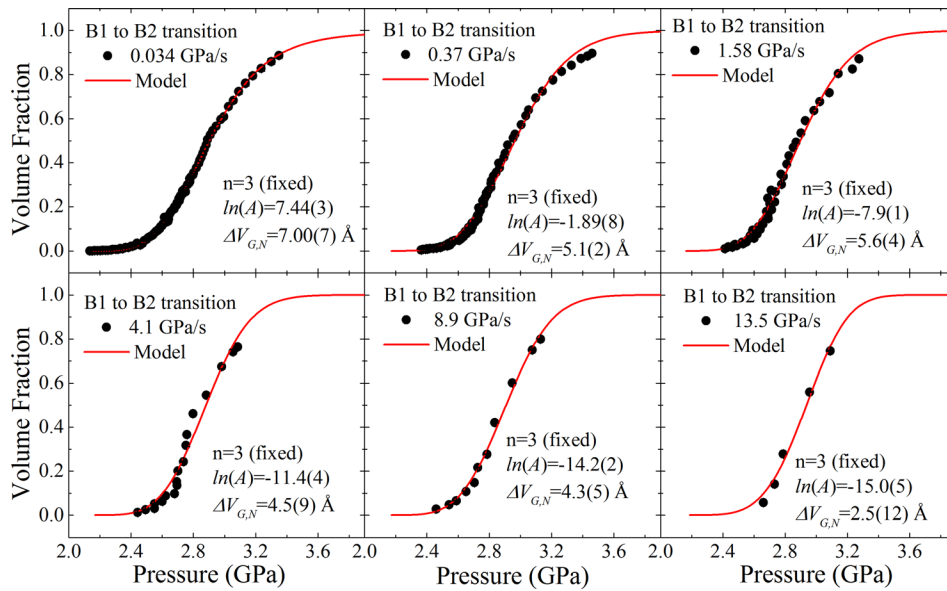 B1 to B2 transition
0.034 GPa/s
Model
n=3 (fixed)
ln(A)=7.44(3)
ΔV_{G,N}=7.00(7) Å
B1 to B2 transition
0.37 GPa/s
Model
n=3 (fixed)
ln(A)=-1.89(8)
ΔV_{G,N}=5.1(2) Å
B1 to B2 transition
1.58 GPa/s
Model
n=3 (fixed)
ln(A)=-7.9(1)
ΔV_{G,N}=5.6(4) Å
1.0
0.8
0.6
0.4
0.2
0.0
Volume Fraction
B1 to B2 transition
4.1 GPa/s
Model
n=3 (fixed)
ln(A)=-11.4(4)
ΔV_{G,N}=4.5(9) Å
B1 to B2 transition
8.9 GPa/s
Model
n=3 (fixed)
ln(A)=-14.2(2)
ΔV_{G,N}=4.3(5) Å
B1 to B2 transition
13.5 GPa/s
Model
n=3 (fixed)
ln(A)=-15.0(5)
ΔV_{G,N}=2.5(12) Å
1.0
0.8
0.6
0.4
0.2
0.0
Volume Fraction
2.0 2.4 2.8 3.2 3.6 2.0 2.4 2.8 3.2 3.6 2.0 2.4 2.8 3.2 3.6
Pressure (GPa) Pressure (GPa) Pressure (GPa)